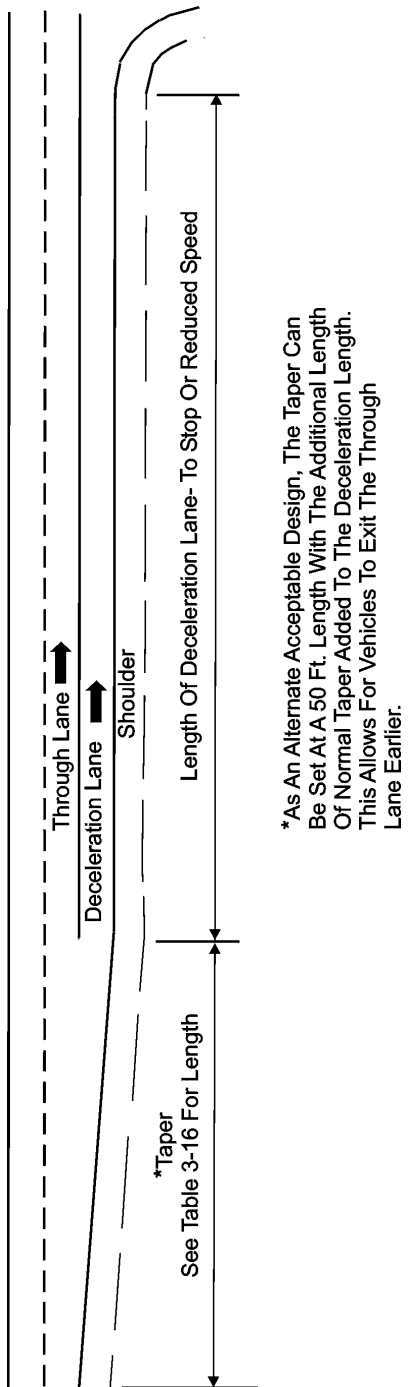 Through Lane
Deceleration Lane
Shoulder
*Taper
See Table 3-16 For Length
Length Of Deceleration Lane- To Stop Or Reduced Speed
*As An Alternate Acceptable Design, The Taper Can
Be Set At A 50 Ft. Length With The Additional Length
Of Normal Taper Added To The Deceleration Length.
This Allows For Vehicles To Exit The Through
Lane Earlier.